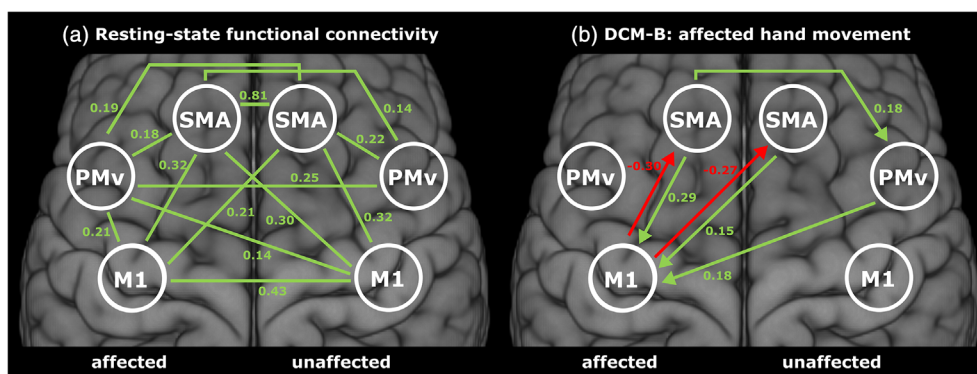 (a) Resting-state functional connectivity
0.19
0.81
0.14
SMA
SMA
0.18
0.22
0.32
PMv
0.25
PMv
0.21
0.21
0.30
0.32
0.14
M1
0.43
M1
affected
unaffected
(b) DCM-B: affected hand movement
0.18
SMA
SMA
-0.30
-0.27
PMv
PMv
0.29
0.15
0.18
M1
M1
affected
unaffected